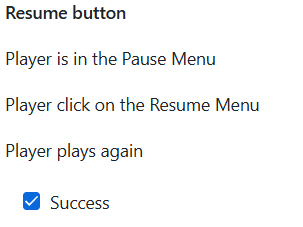 Resume button
Player is in the Pause Menu
Player click on the Resume Menu
Player plays again
Success